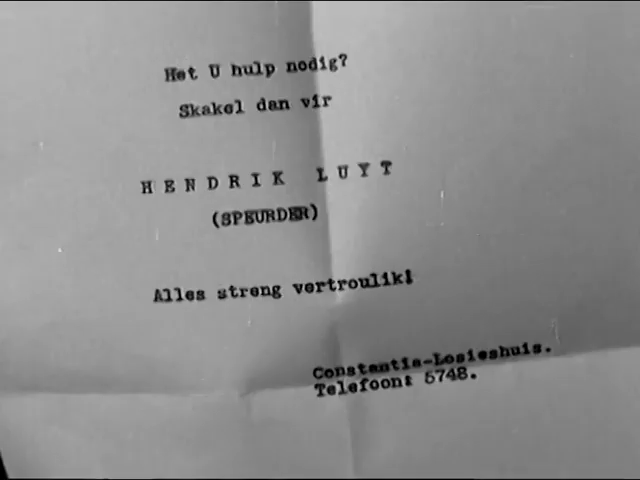 Het U hulp nodig?
Skakel dan vir
HENDRIK LUYT
(SPEURDER)
Alles streng vertroulik!
Constantia-Losieshuis.
Telefoon: 5748.